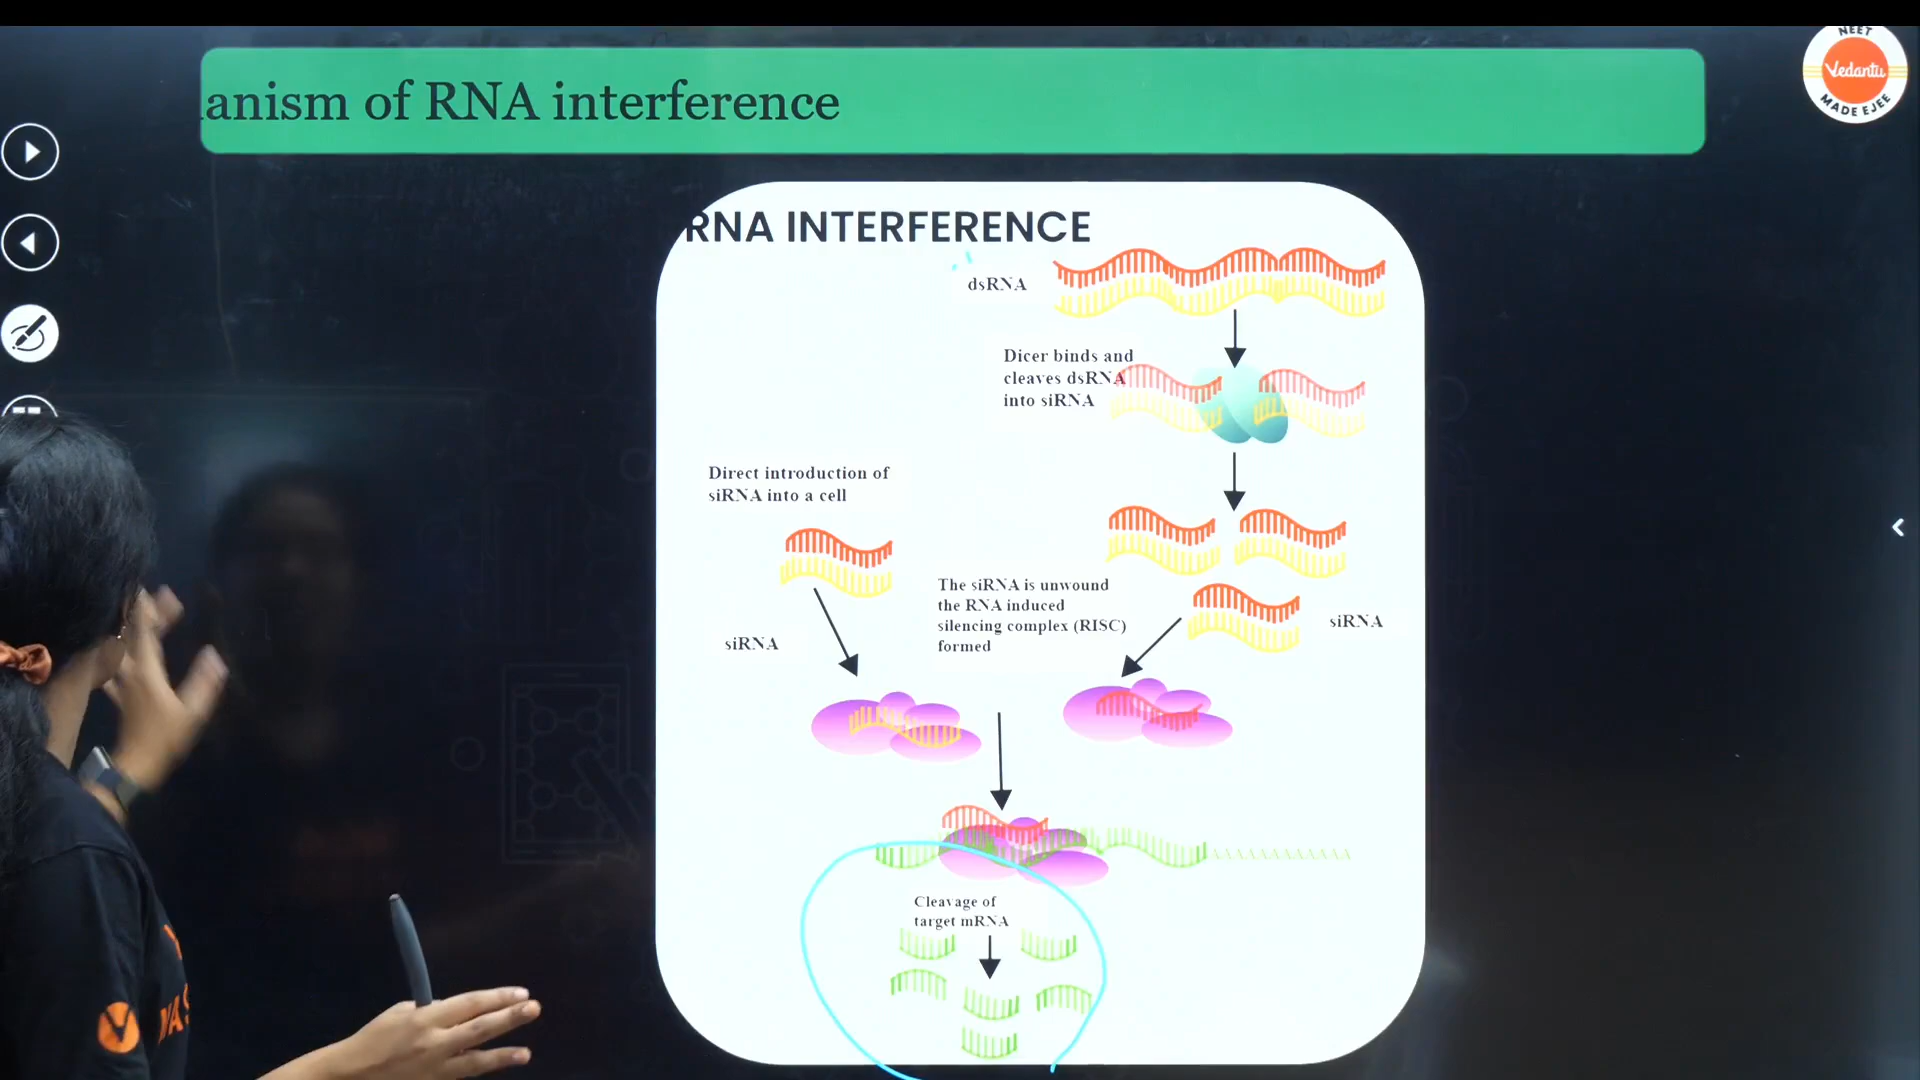 anism of RNA interference
NEET
Vedantu
MADE EJEE
RNA INTERFERENCE
dsRNA
Dicer binds and
cleaves dsRNA
into siRNA
Direct introduction of
siRNA into a cell
The siRNA is unwound
the RNA induced
silencing complex (RISC)
formed
siRNA
siRNA
AAAAAAAAAAAAA
Cleavage of
target mRNA
V